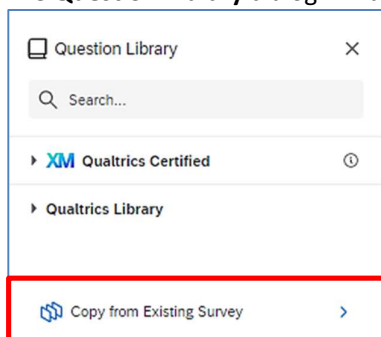 Question Library
Search...
XM Qualtrics Certified
Qualtrics Library
Copy from Existing Survey